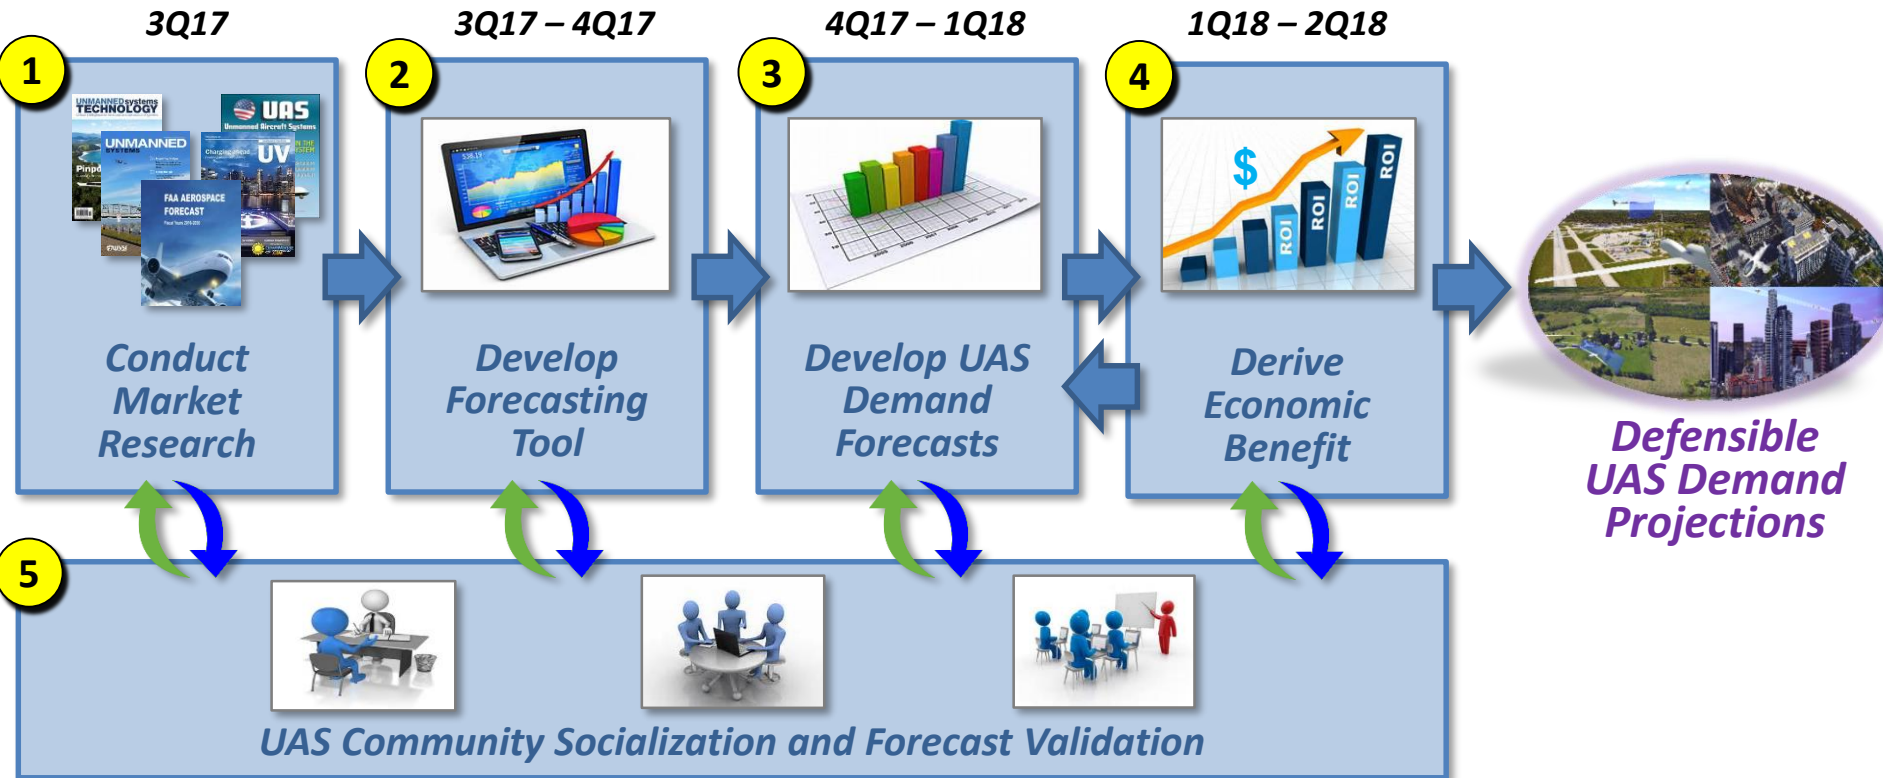 3Q17
3Q17 – 4Q17
4Q17 – 1Q18
1Q18 – 2Q18
1
UNMANNED systems
TECHNOLOGY
UAS
Unmanned Aircraft Systems
UNMANNED
SYSTEMS
UV
FAA AEROSPACE
FORECAST
Conduct
Market
Research
2
Develop
Forecasting
Tool
3
Develop UAS
Demand
Forecasts
4
$
ROI
ROI
ROI
ROI
Derive
Economic
Benefit
Defensible
UAS Demand
Projections
5
UAS Community Socialization and Forecast Validation